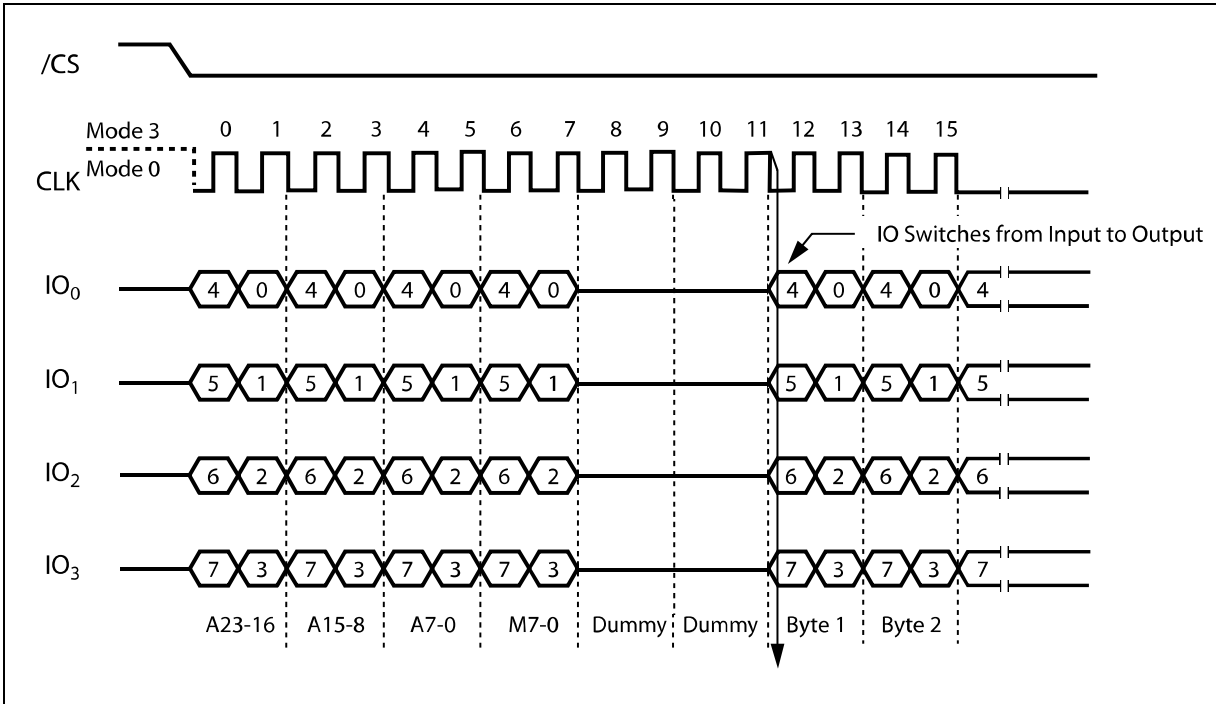 /CS
Mode 3
0 1 2 3 4 5 6 7 8 9 10 11 12 13 14 15
CLK
Mode 0
IO Switches from Input to Output
IO0 4 0 4 0 4 0 4 0 4 0 4 0 4
IO1 5 1 5 1 5 1 5 1 5 1 5 1 5
IO2 6 2 6 2 6 2 6 2 6 2 6 2 6
IO3 7 3 7 3 7 3 7 3 7 3 7 3 7
A23-16 A15-8 A7-0 M7-0 Dummy Dummy Byte 1 Byte 2